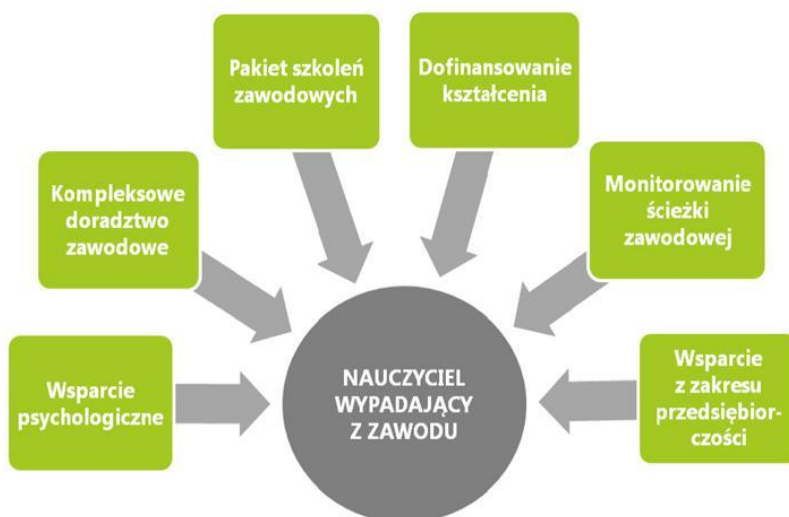 Pakiet szkoleń
zawodowych
Dofinansowanie
kształcenia
Kompleksowe
doradztwo
zawodowe
Monitorowanie
ścieżki
zawodowej
Wsparcie
psychologiczne
NAUCZYCIEL
WYPADAJĄCY
Z ZAWODU
Wsparcie
z zakresu
przedsiębior-
czości